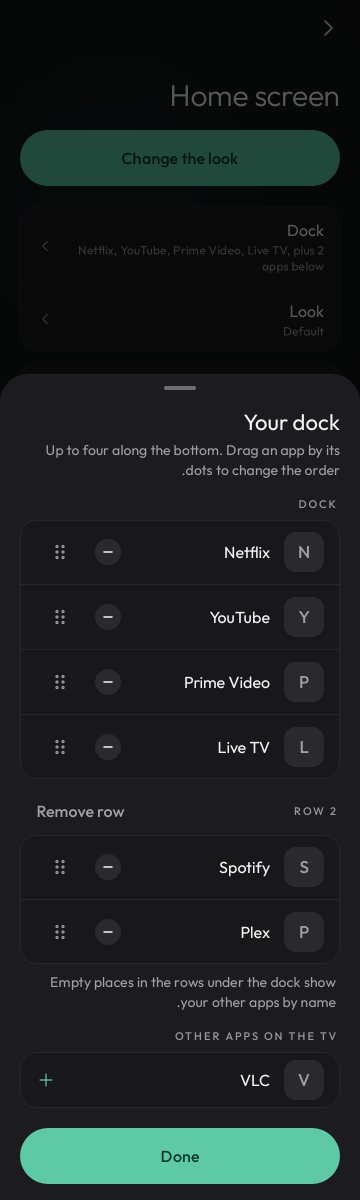 Home screen
Change the look
Dock
Netflix, YouTube, Prime Video, Live TV, plus 2
apps below
Look
Default
Your dock
Up to four along the bottom. Drag an app by its
.dots to change the order
DOCK
Netflix N
YouTube Y
Prime Video P
Live TV L
Remove row ROW 2
Spotify S
Plex P
Empty places in the rows under the dock show
.your other apps by name
OTHER APPS ON THE TV
VLC V
Done